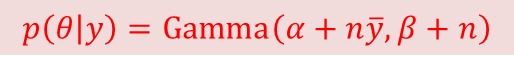 p(θ|y) = Gamma(α + nȳ, β + n)